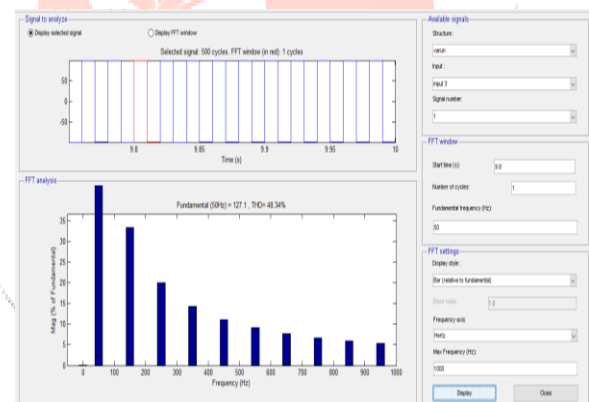 Signal to analyze
Display selected signal
Display FFT window
Selected signal: 500 cycles. FFT window (in red): 1 cycles
50
0
-50
9.8
9.85
9.9
9.95
10
Time (s)
FFT analysis
Fundamental (50Hz) = 127.1 , THD= 48.34%
Mag (% of Fundamental)
35
30
25
20
15
10
5
0
0
100
200
300
400
500
600
700
800
900
1000
Frequency (Hz)
Available signals
Structure :
varun
Input :
input 3
Signal number:
1
FFT window
Start time (s):
9.8
Number of cycles:
1
Fundamental frequency (Hz):
50
FFT settings
Display style :
Bar (relative to fundamental)
Base value:
1.0
Frequency axis:
Hertz
Max Frequency (Hz):
1000
Display
Close